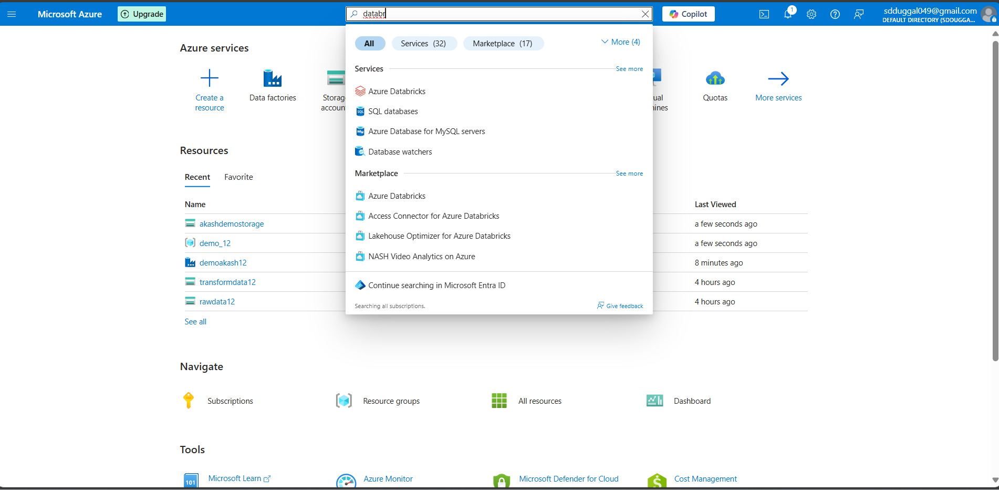 Microsoft Azure
Upgrade
databr
Copilot
1
sdduggal049@gmail.com
DEFAULT DIRECTORY (SDDUGGA...
All
Services (32)
Marketplace (17)
More (4)
Services
See more
Azure Databricks
SQL databases
Azure Database for MySQL servers
Database watchers
Marketplace
See more
Azure Databricks
Access Connector for Azure Databricks
Lakehouse Optimizer for Azure Databricks
NASH Video Analytics on Azure
Continue searching in Microsoft Entra ID
Searching all subscriptions.
Give feedback
Azure services
Create a
resource
Data factories
Storag
accoun
ual
ines
Quotas
More services
Resources
Recent
Favorite
Name
Last Viewed
akashdemostorage
a few seconds ago
demo_12
a few seconds ago
demoakash12
8 minutes ago
transformdata12
4 hours ago
rawdata12
4 hours ago
See all
Navigate
Subscriptions
Resource groups
All resources
Dashboard
Tools
101
Microsoft Learn
Azure Monitor
Microsoft Defender for Cloud
Cost Management